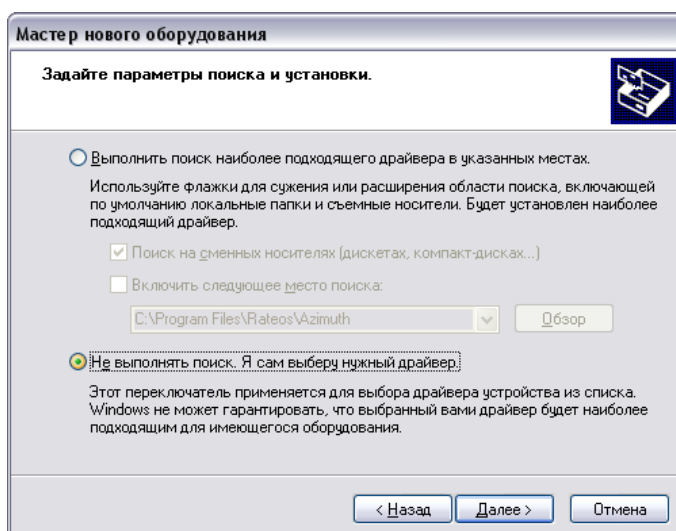 Мастер нового оборудования
Задайте параметры поиска и установки.
Выполнить поиск наиболее подходящего драйвера в указанных местах.
Используйте флажки для сужения или расширения области поиска, включающей
по умолчанию локальные папки и съемные носители. Будет установлен наиболее
подходящий драйвер.
Поиск на сменных носителях (дискетах, компакт-дисках...)
Включить следующее место поиска:
C:\Program Files\Rateos\Azimuth
Обзор
Не выполнять поиск. Я сам выберу нужный драйвер.
Этот переключатель применяется для выбора драйвера устройства из списка.
Windows не может гарантировать, что выбранный вами драйвер будет наиболее
подходящим для имеющегося оборудования.
< Назад Далее > Отмена